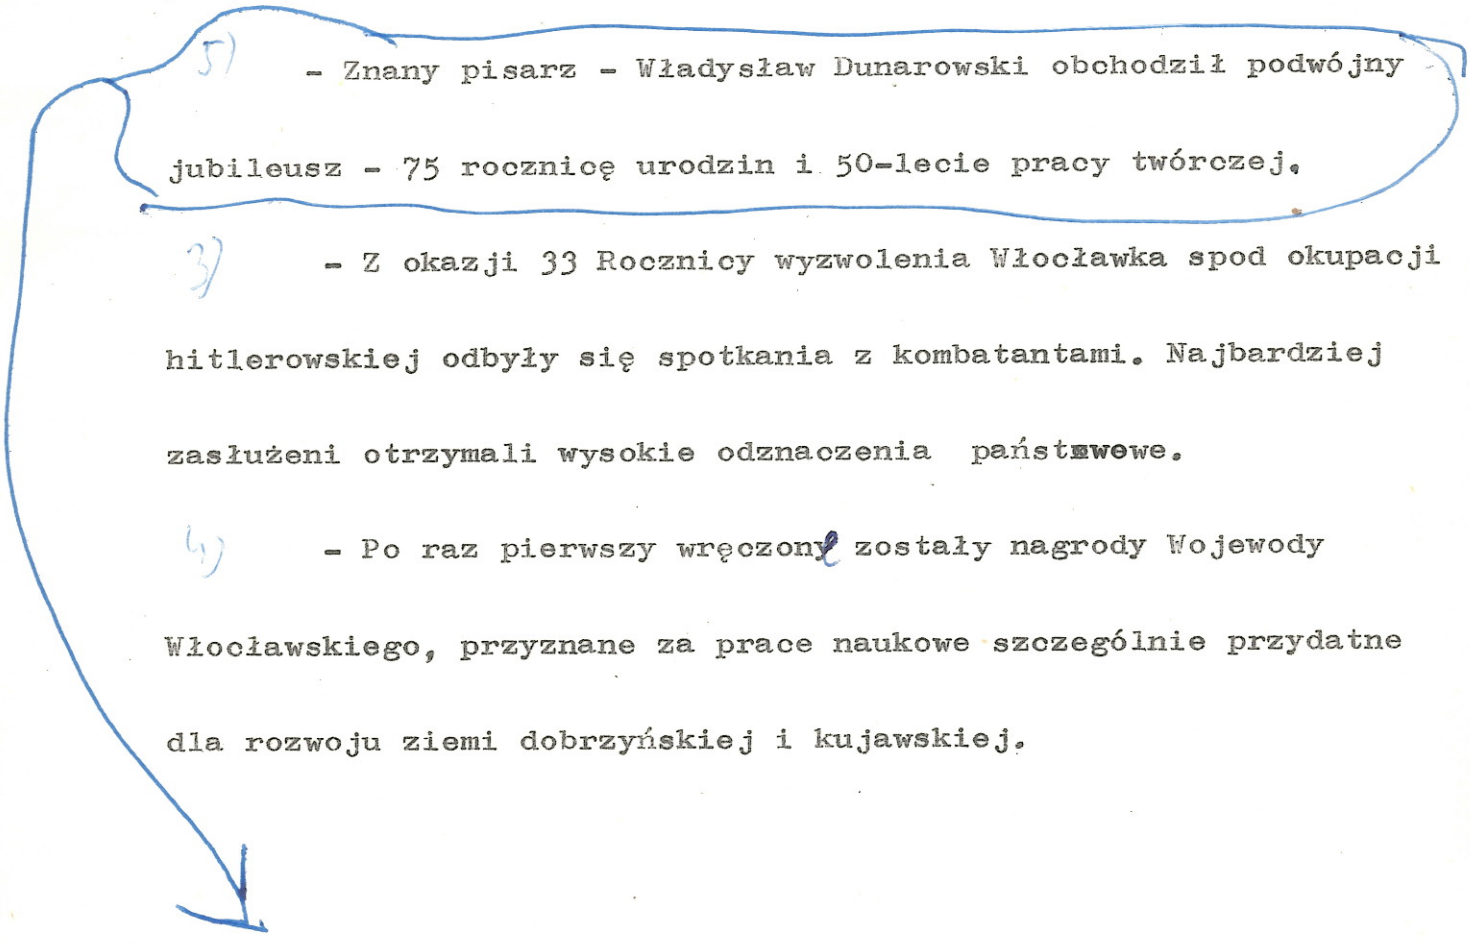 5) - Znany pisarz - Władysław Dunarowski obchodził podwójny
jubileusz - 75 rocznicę urodzin i 50-lecie pracy twórczej.
3) - Z okazji 33 Rocznicy wyzwolenia Włocławka spod okupacji
hitlerowskiej odbyły się spotkania z kombatantami. Najbardziej
zasłużeni otrzymali wysokie odznaczenia państwowe.
4) - Po raz pierwszy wręczone zostały nagrody Wojewody
Włocławskiego, przyznane za prace naukowe szczególnie przydatne
dla rozwoju ziemi dobrzyńskiej i kujawskiej.